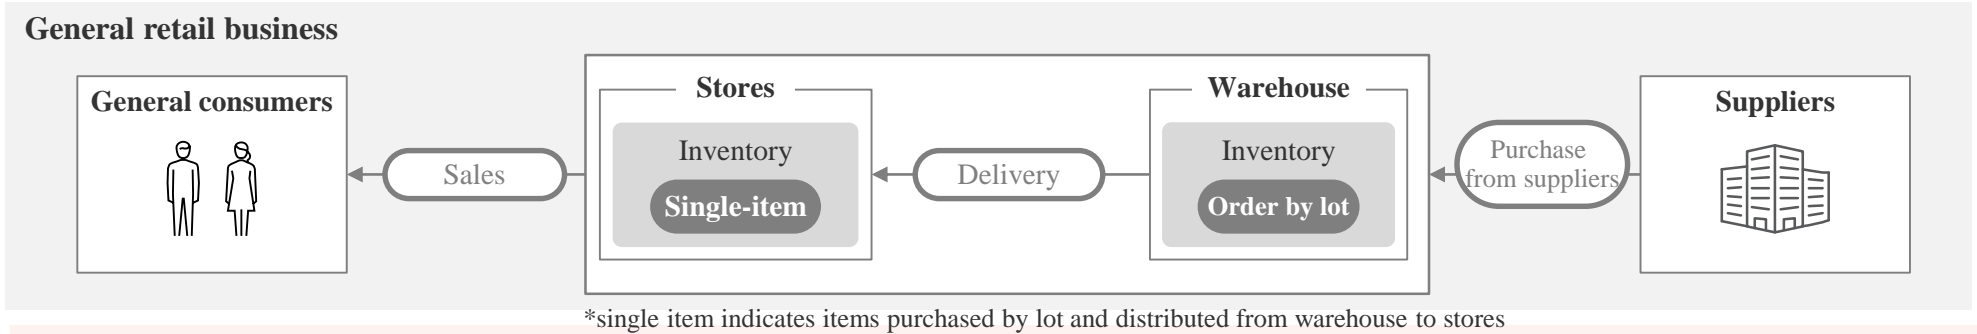 General retail business
General consumers
Sales
Stores
Inventory
Single-item
Delivery
Warehouse
Inventory
Order by lot
Purchase
from suppliers
Suppliers
*single item indicates items purchased by lot and distributed from warehouse to stores